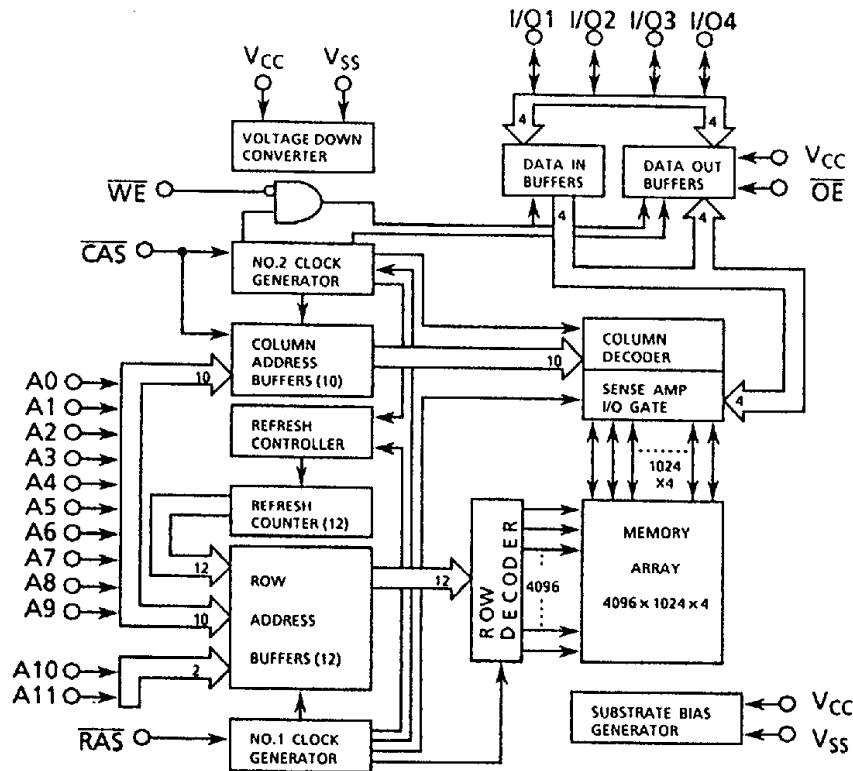 I/O1 I/O2 I/O3 I/O4
VCC VSS
4 4
VOLTAGE DOWN
CONVERTER
DATA IN
BUFFERS
DATA OUT
BUFFERS
VCC
OE
WE
4 4
CAS
NO.2 CLOCK
GENERATOR
COLUMN
ADDRESS
BUFFERS (10)
10
10
COLUMN
DECODER
SENSE AMP
I/O GATE
4
A0
A1
A2
A3
A4
A5
A6
A7
A8
A9
REFRESH
CONTROLLER
1024
×4
REFRESH
COUNTER (12)
12
ROW
ADDRESS
BUFFERS (12)
10
2
12
ROW DECODER
4096
MEMORY
ARRAY
4096 x 1024 x 4
A10
A11
RAS
NO.1 CLOCK
GENERATOR
SUBSTRATE BIAS
GENERATOR
VCC
VSS